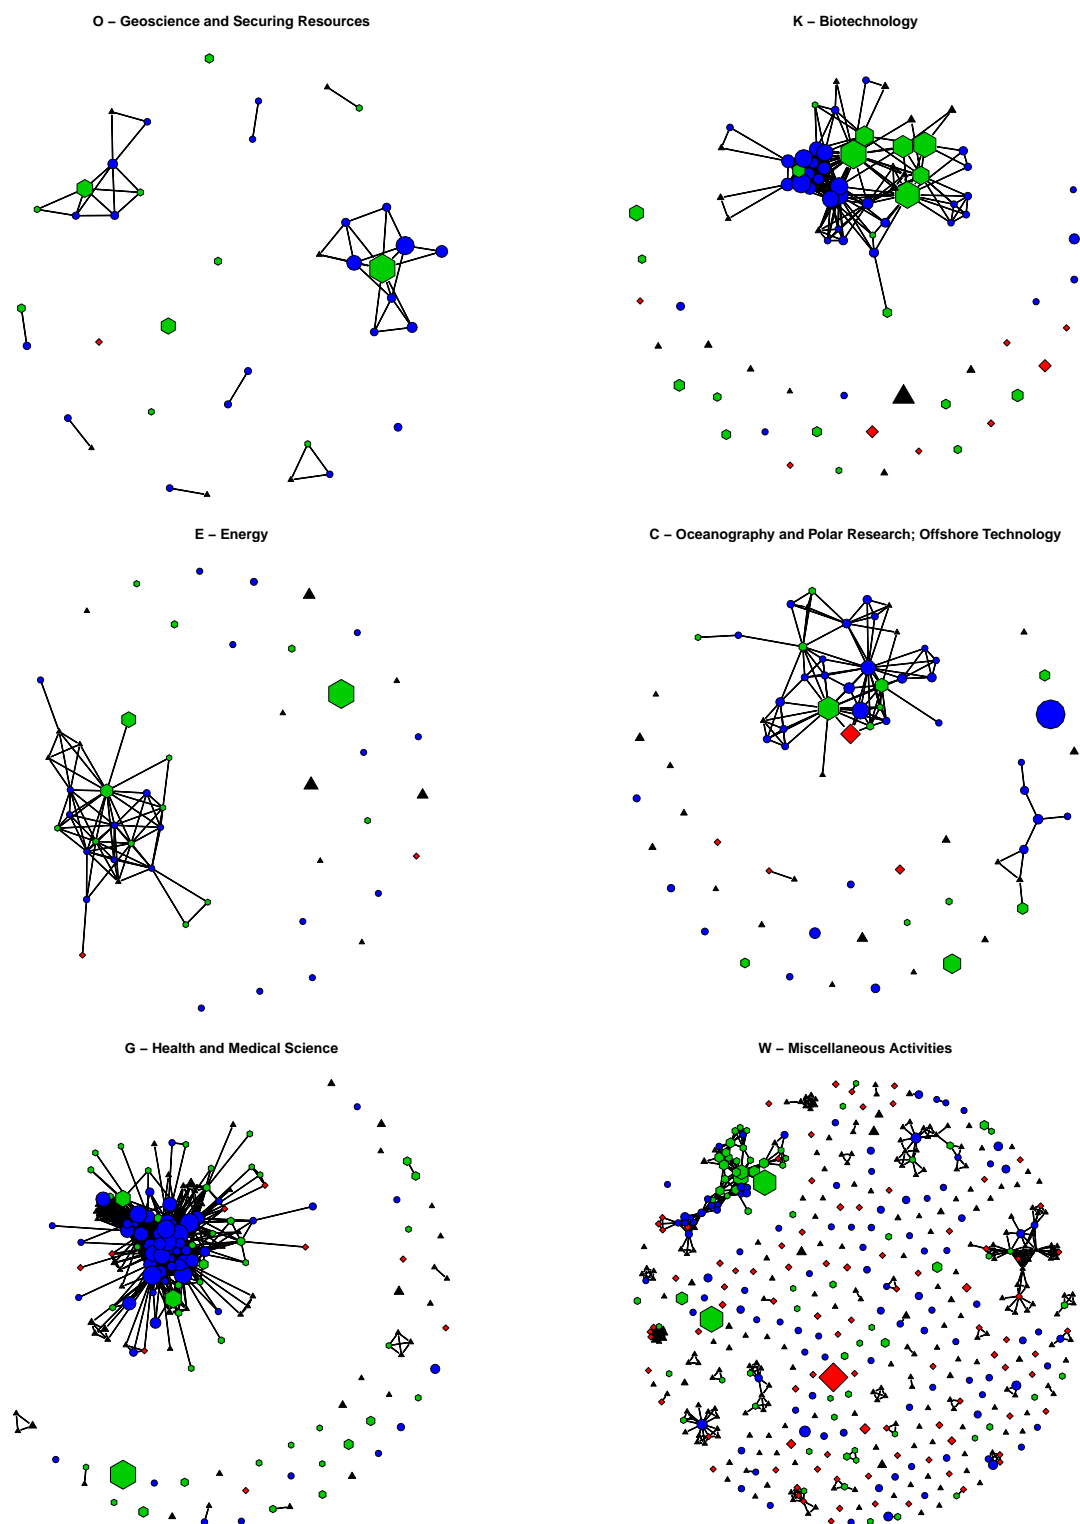 O – Geoscience and Securing Resources
K – Biotechnology
E – Energy
C – Oceanography and Polar Research; Offshore Technology
G – Health and Medical Science
W – Miscellaneous Activities